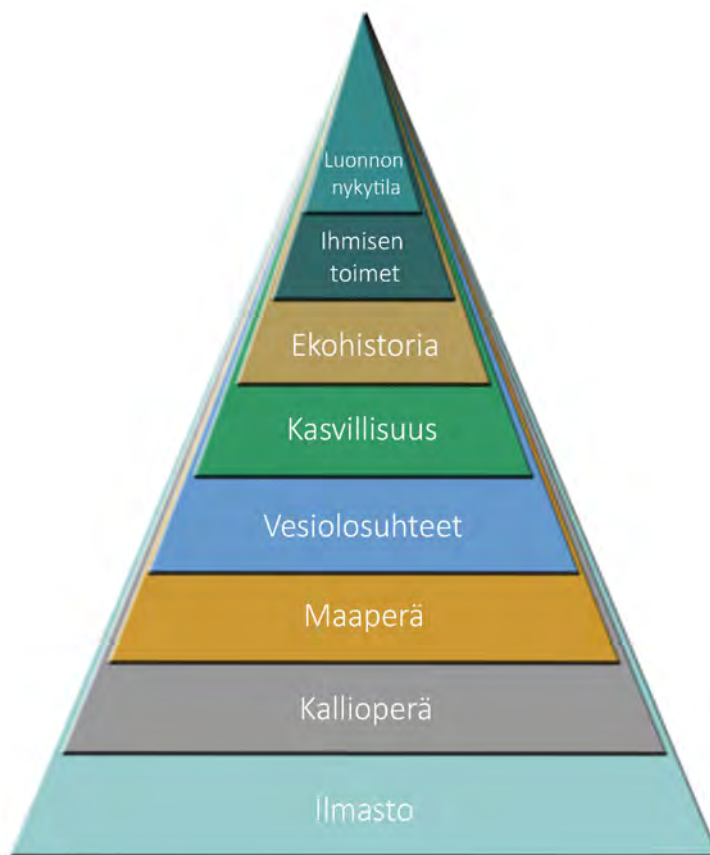 Luonnon
nykytila
Ihmisen
toimet
Ekohistoria
Kasvillisuus
Vesiolosuhteet
Maaperä
Kallioperä
Ilmasto